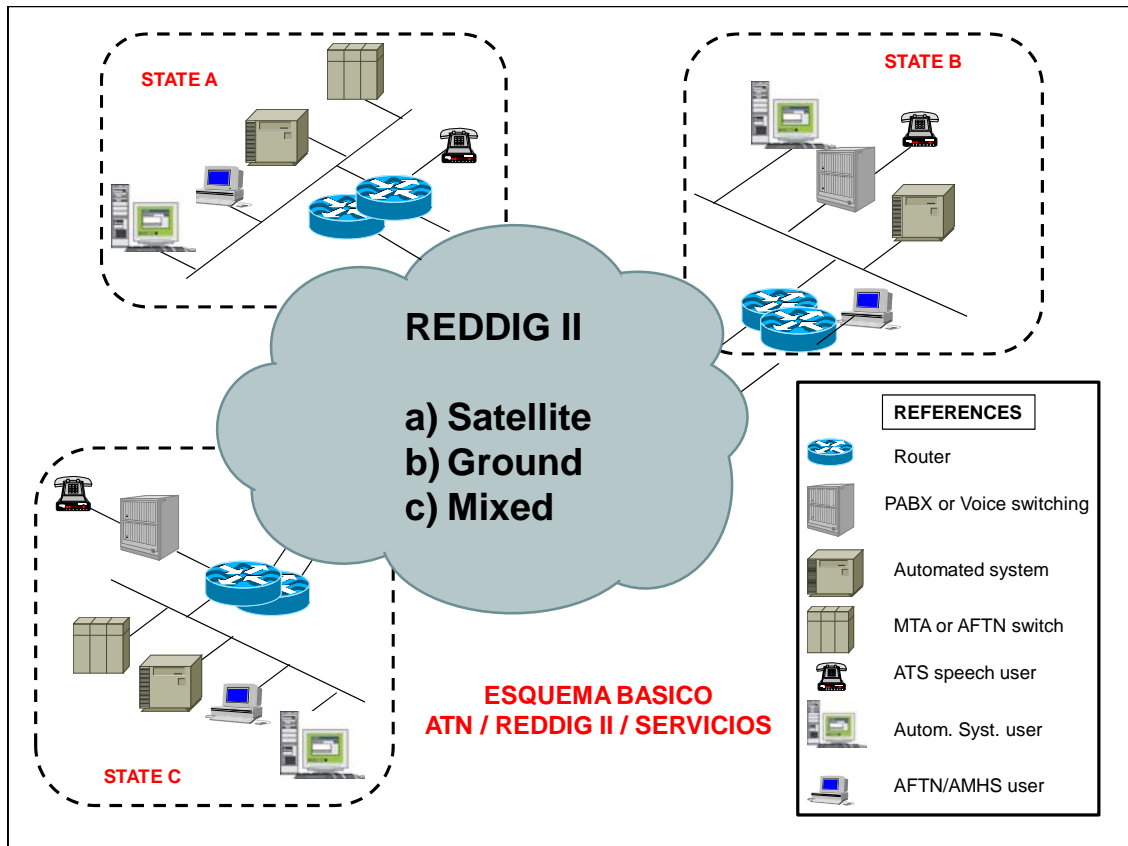 STATE A
STATE B
REDDIG II
a) Satellite
b) Ground
c) Mixed
STATE C
ESQUEMA BASICO
ATN / REDDIG II / SERVICIOS
REFERENCES
Router
PABX or Voice switching
Automated system
MTA or AFTN switch
ATS speech user
Autom. Syst. user
AFTN/AMHS user